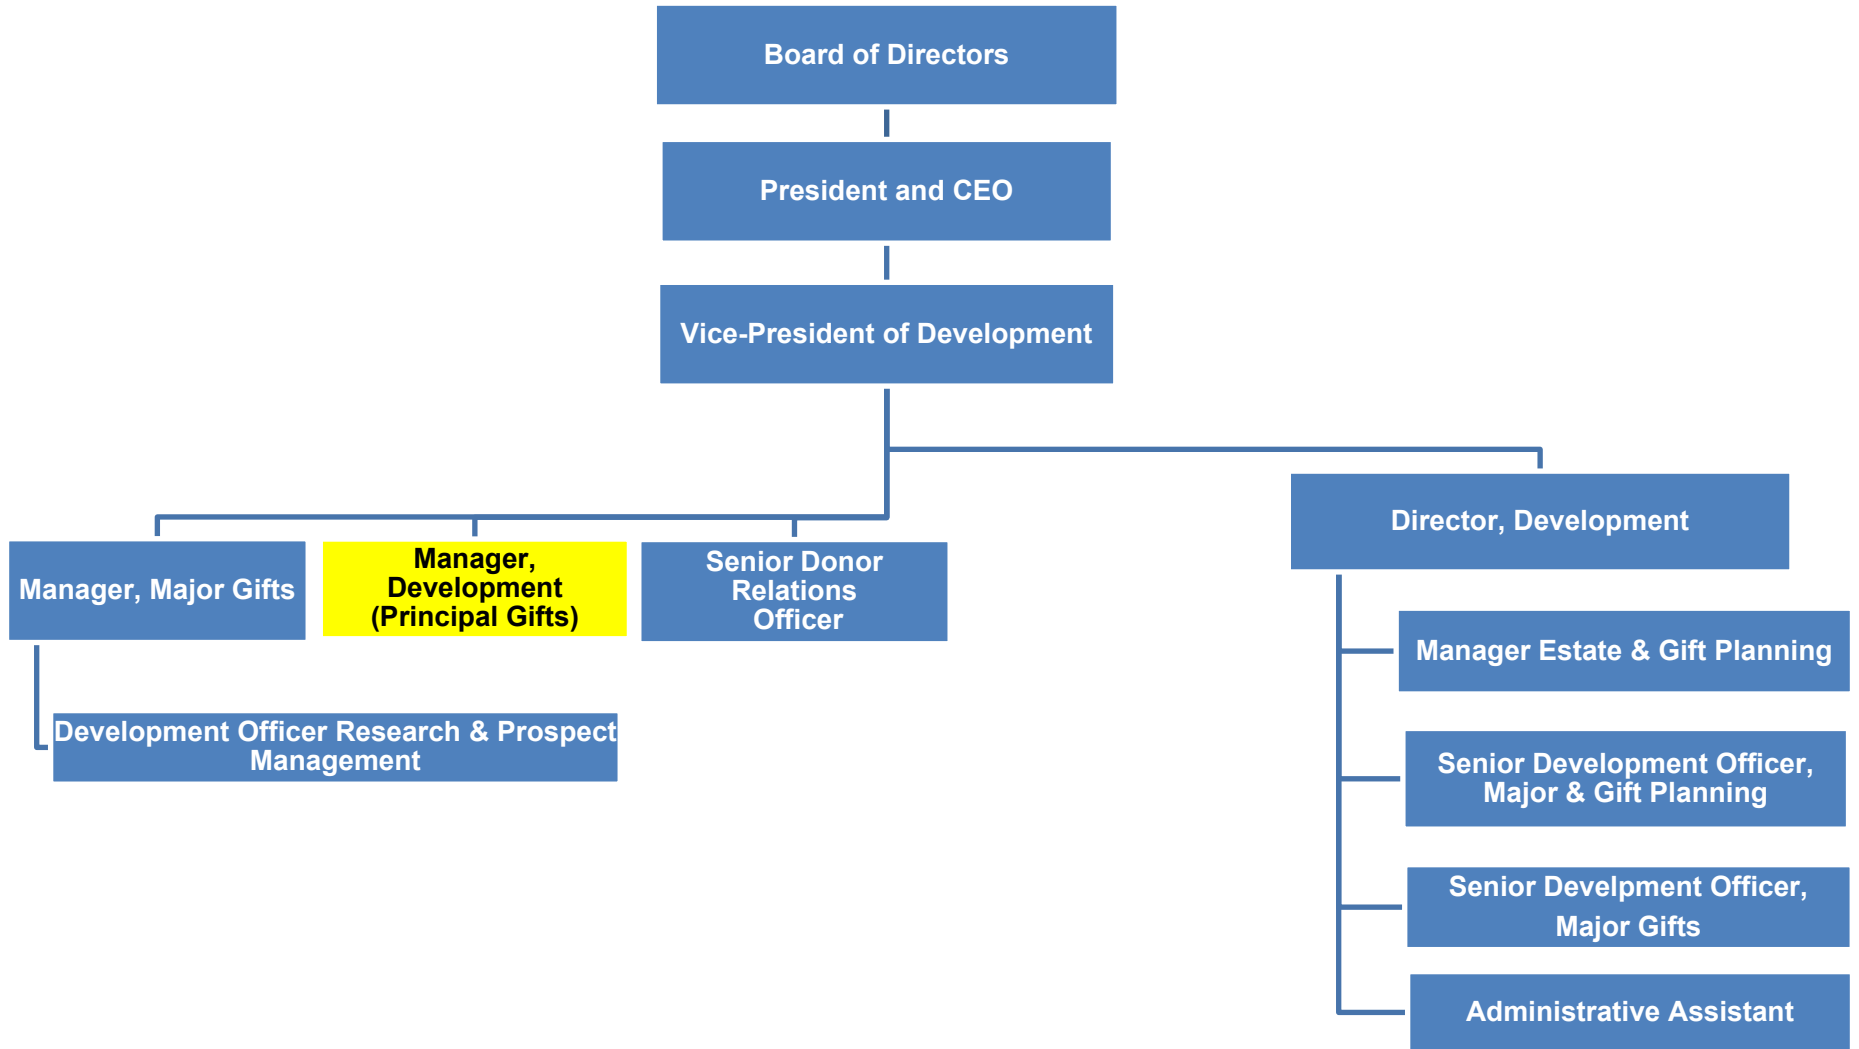 Board of Directors
President and CEO
Vice-President of Development
Director, Development
Manager, Major Gifts
Manager,
Development
(Principal Gifts)
Senior Donor
Relations
Officer
Manager Estate & Gift Planning
Development Officer Research & Prospect
Management
Senior Development Officer,
Major & Gift Planning
Senior Develpment Officer,
Major Gifts
Administrative Assistant